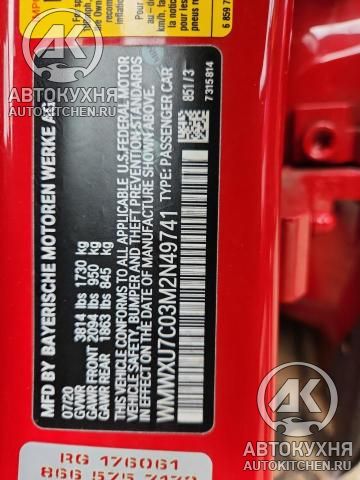 MFD BY BAYERISCHE MOTOREN WERKE AG
07/20
GVWR 3814 lbs 1730 kg
GAWR FRONT 2094 lbs 950 kg
GAWR REAR 1863 lbs 845 kg
THIS VEHICLE CONFORMS TO ALL APPLICABLE U.S. FEDERAL MOTOR
VEHICLE SAFETY, BUMPER AND THEFT PREVENTION STANDARDS
IN EFFECT ON THE DATE OF MANUFACTURE SHOWN ABOVE.
WMWXU7C03M2N49741 TYPE: PASSENGER CAR
851/3
7315814
RG 176061
АВТОКУХНЯ
AVTOKUHNYA.RU
АВТОКУХНЯ
AVTOKUHNYA.RU
АВТОКУХНЯ